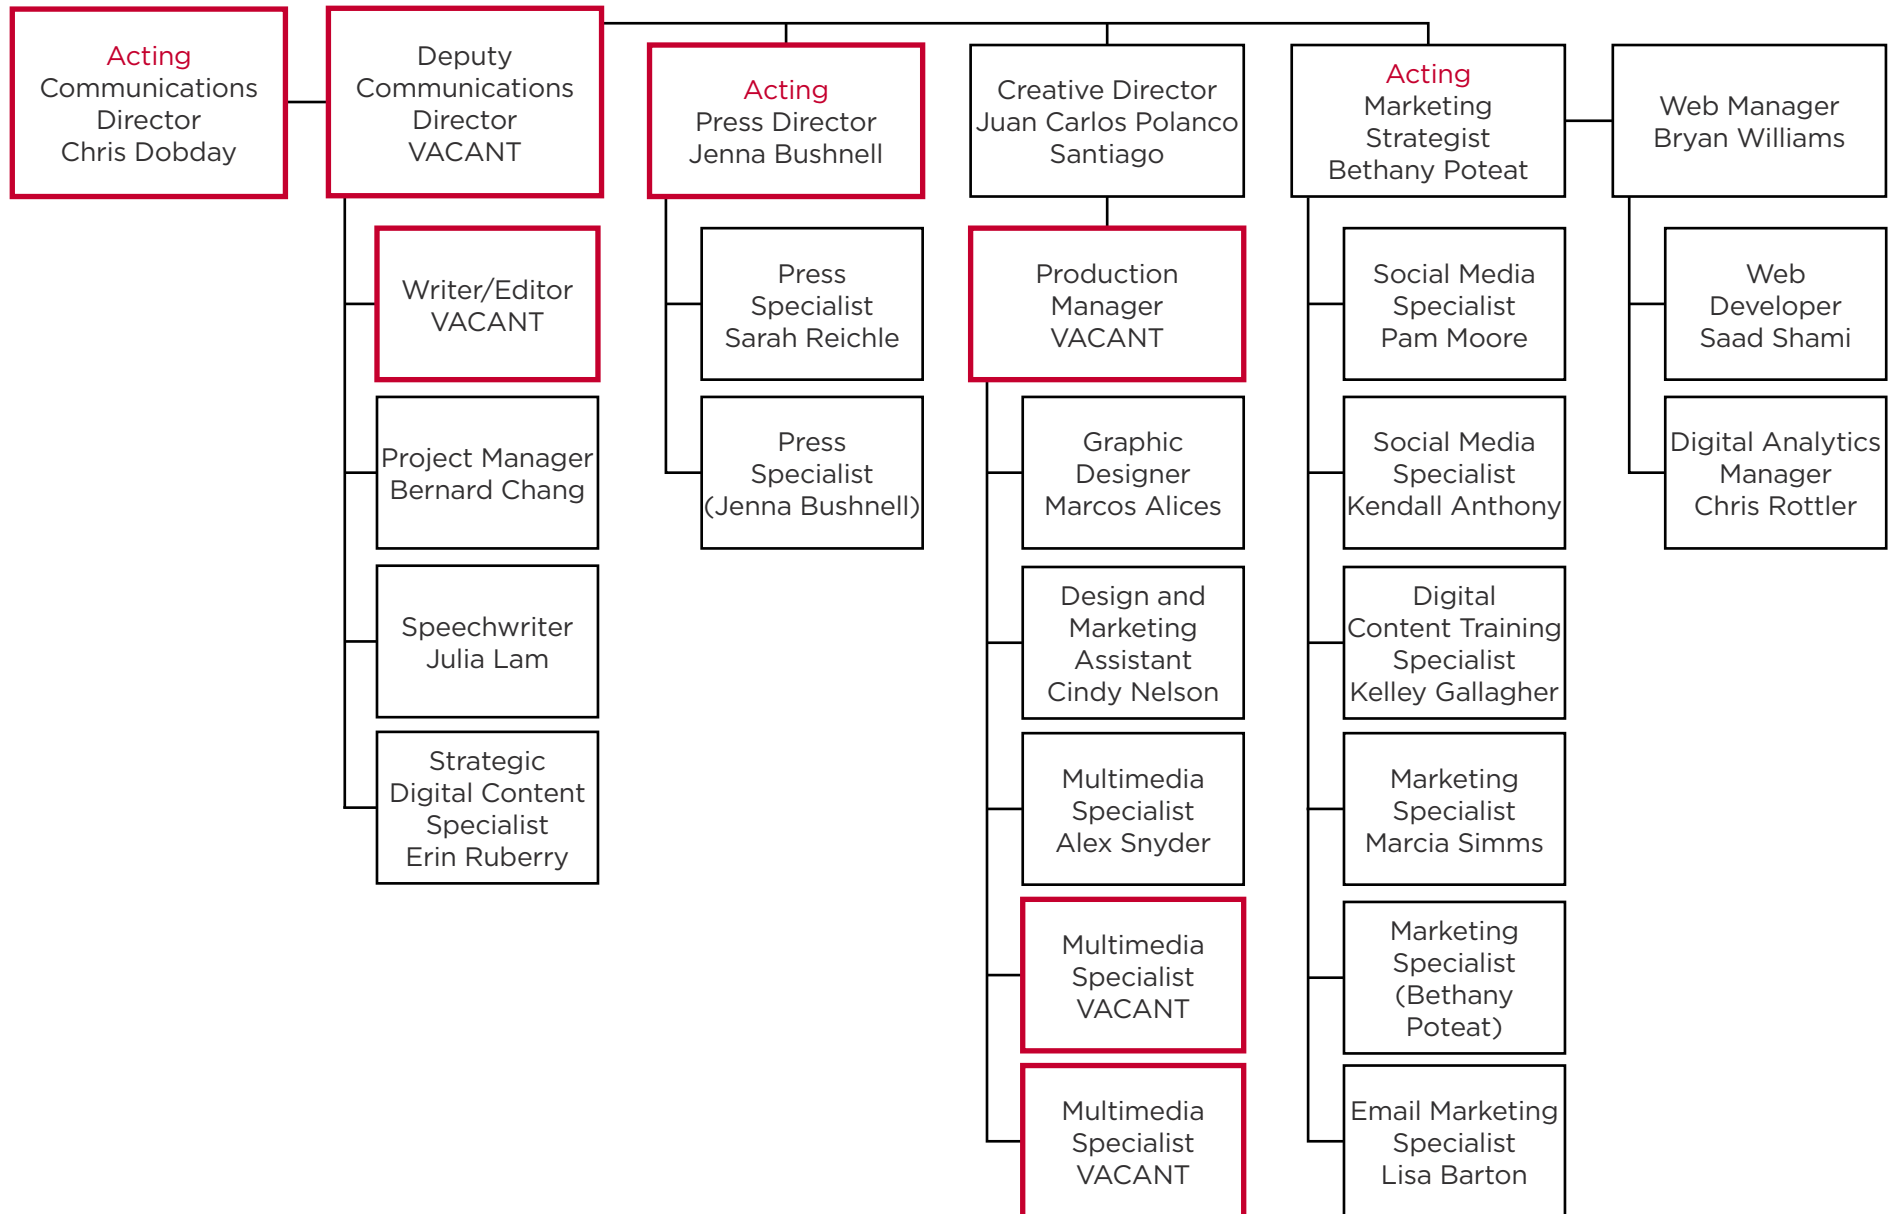 Acting
Communications
Director
Chris Dobday
Deputy
Communications
Director
VACANT
Acting
Press Director
Jenna Bushnell
Creative Director
Juan Carlos Polanco
Santiago
Acting
Marketing
Strategist
Bethany Poteat
Web Manager
Bryan Williams
Writer/Editor
VACANT
Project Manager
Bernard Chang
Speechwriter
Julia Lam
Strategic
Digital Content
Specialist
Erin Ruberry
Press
Specialist
Sarah Reichle
Press
Specialist
(Jenna Bushnell)
Production
Manager
VACANT
Graphic
Designer
Marcos Alices
Design and
Marketing
Assistant
Cindy Nelson
Multimedia
Specialist
Alex Snyder
Multimedia
Specialist
VACANT
Multimedia
Specialist
VACANT
Social Media
Specialist
Pam Moore
Social Media
Specialist
Kendall Anthony
Digital
Content Training
Specialist
Kelley Gallagher
Marketing
Specialist
Marcia Simms
Marketing
Specialist
(Bethany
Poteat)
Email Marketing
Specialist
Lisa Barton
Web
Developer
Saad Shami
Digital Analytics
Manager
Chris Rottler